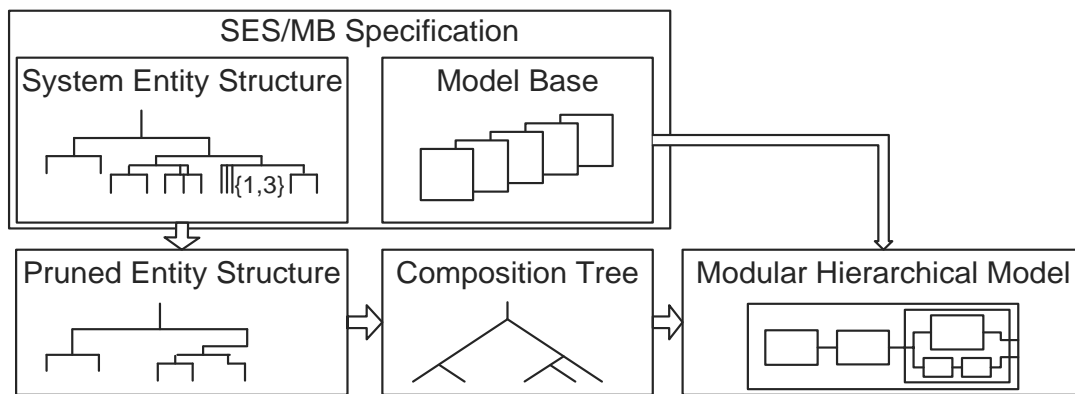 SES/MB Specification
System Entity Structure
Model Base
{1,3}
Pruned Entity Structure
Composition Tree
Modular Hierarchical Model